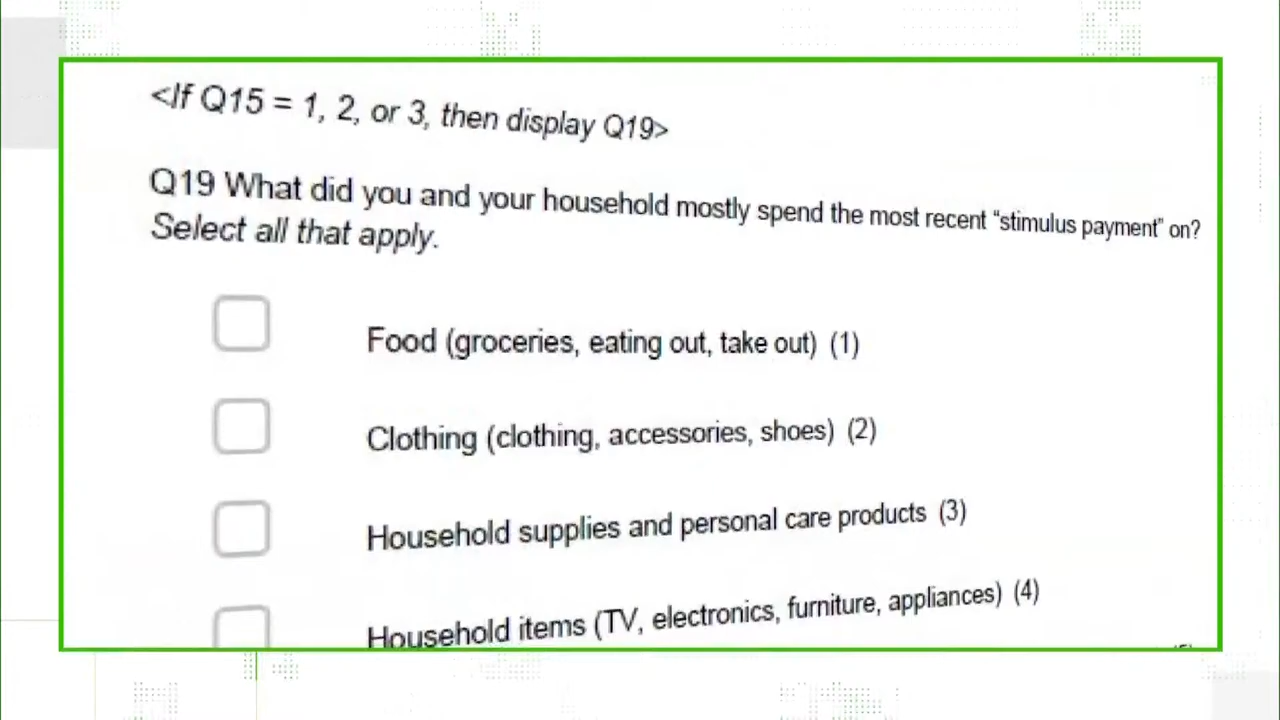 <If Q15 = 1, 2, or 3, then display Q19>
Q19 What did you and your household mostly spend the most recent “stimulus payment” on?
Select all that apply.
Food (groceries, eating out, take out) (1)
Clothing (clothing, accessories, shoes) (2)
Household supplies and personal care products (3)
Household items (TV, electronics, furniture, appliances) (4)